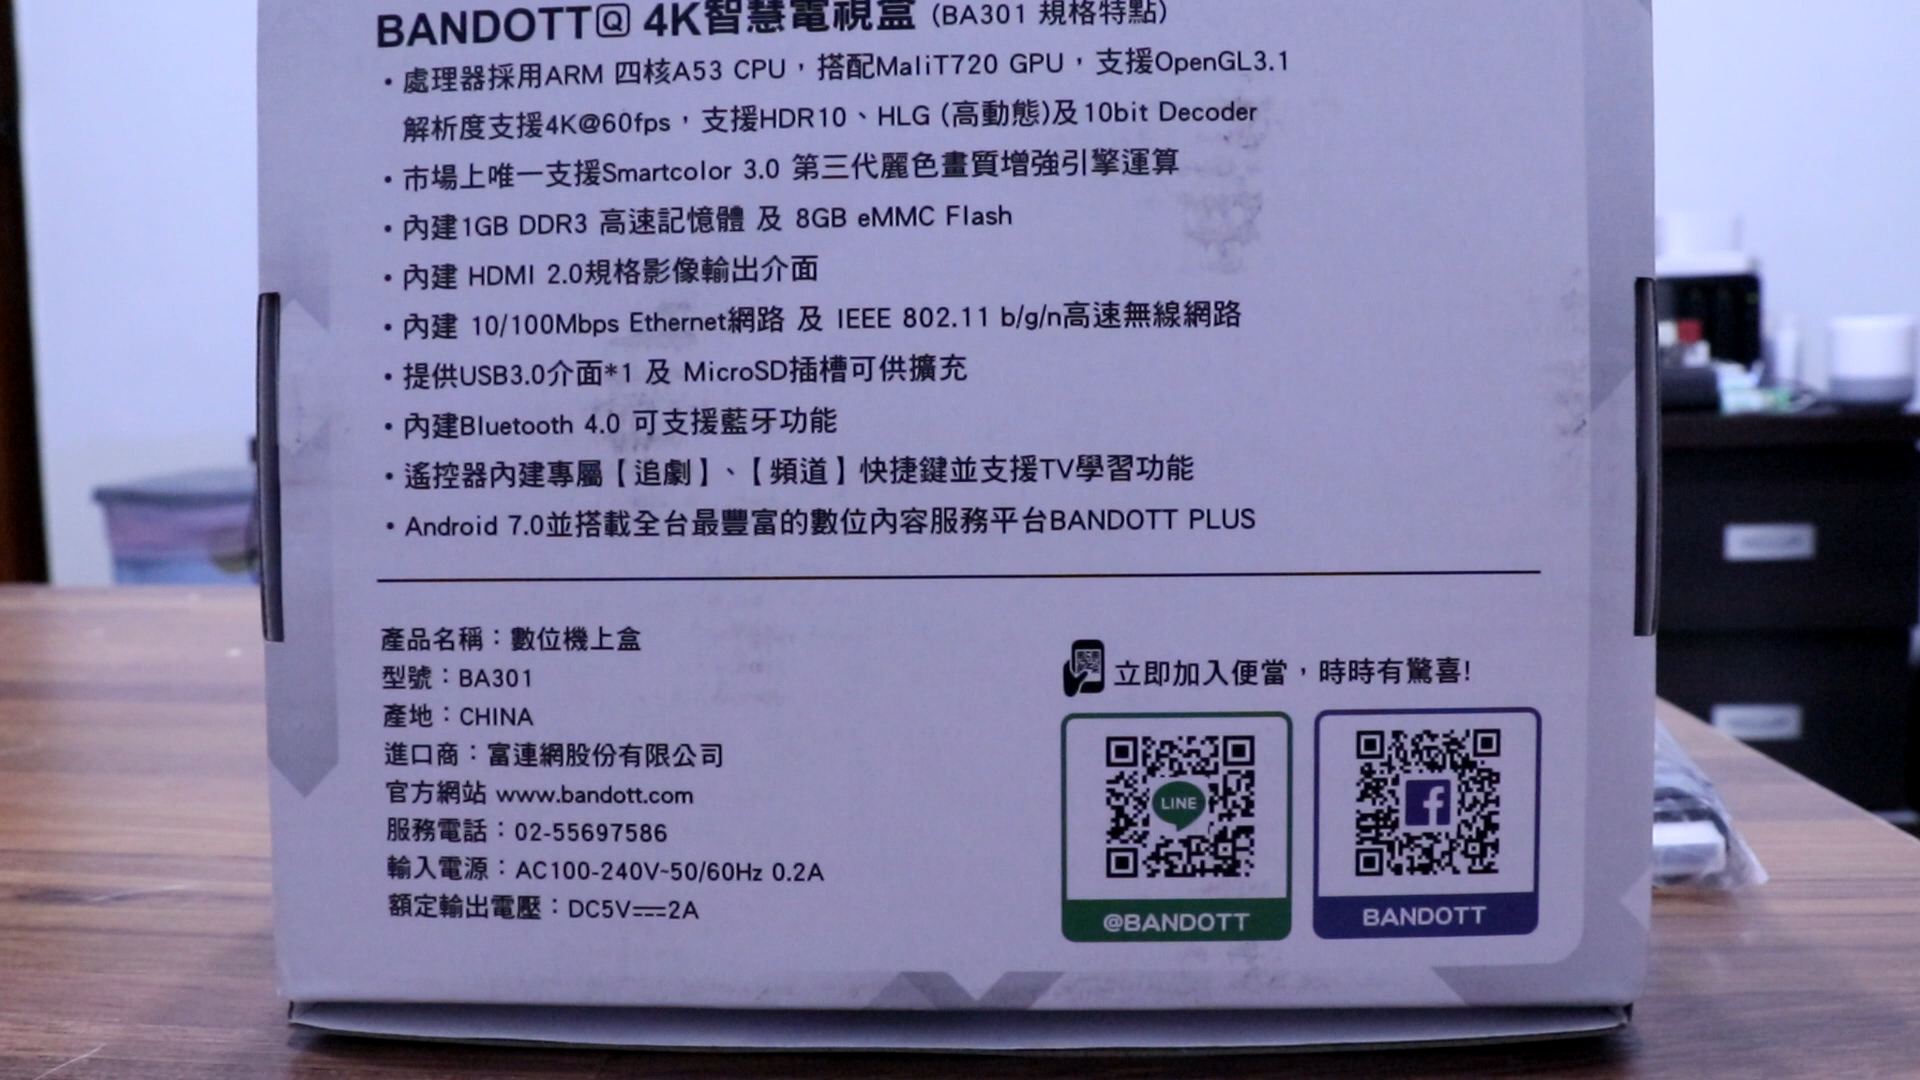 BANDOTT Q 4K智慧電視盒 (BA301 規格特點)
・處理器採用ARM 四核A53 CPU，搭配MaliT720 GPU，支援OpenGL3.1
解析度支援4K@60fps，支援HDR10、HLG (高動態)及10bit Decoder
・市場上唯一支援Smartcolor 3.0 第三代麗色畫質增強引擎運算
・內建1GB DDR3 高速記憶體 及 8GB eMMC Flash
・內建 HDMI 2.0規格影像輸出介面
・內建 10/100Mbps Ethernet網路 及 IEEE 802.11 b/g/n高速無線網路
・提供USB3.0介面*1 及 MicroSD插槽可供擴充
・內建Bluetooth 4.0 可支援藍牙功能
・遙控器內建專屬【追劇】、【頻道】快捷鍵並支援TV學習功能
・Android 7.0並搭載全台最豐富的數位內容服務平台BANDOTT PLUS
產品名稱：數位機上盒
型號：BA301
產地：CHINA
進口商：富連網股份有限公司
官方網站 www.bandott.com
服務電話：02-55697586
輸入電源：AC100-240V~50/60Hz 0.2A
額定輸出電壓：DC5V⎓2A
立即加入便當，時時有驚喜!
LINE
@BANDOTT
f
BANDOTT